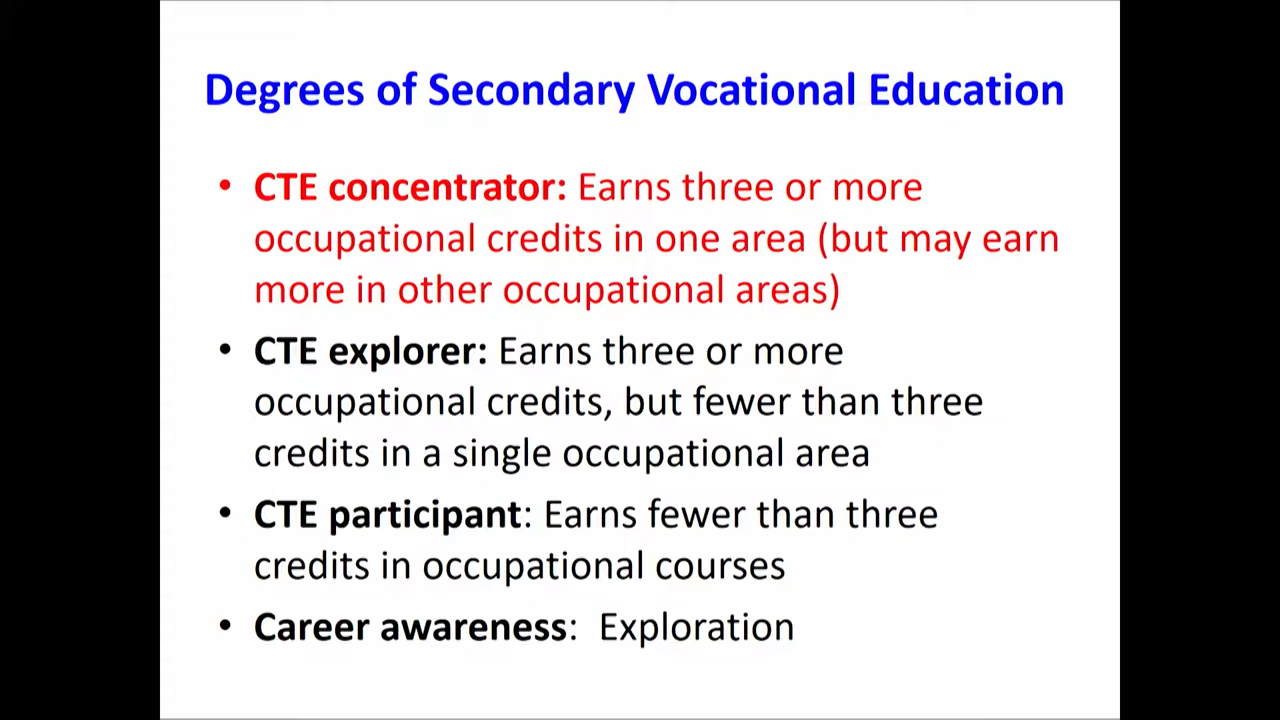 Degrees of Secondary Vocational Education
• CTE concentrator: Earns three or more
occupational credits in one area (but may earn
more in other occupational areas)
• CTE explorer: Earns three or more
occupational credits, but fewer than three
credits in a single occupational area
• CTE participant: Earns fewer than three
credits in occupational courses
• Career awareness:  Exploration